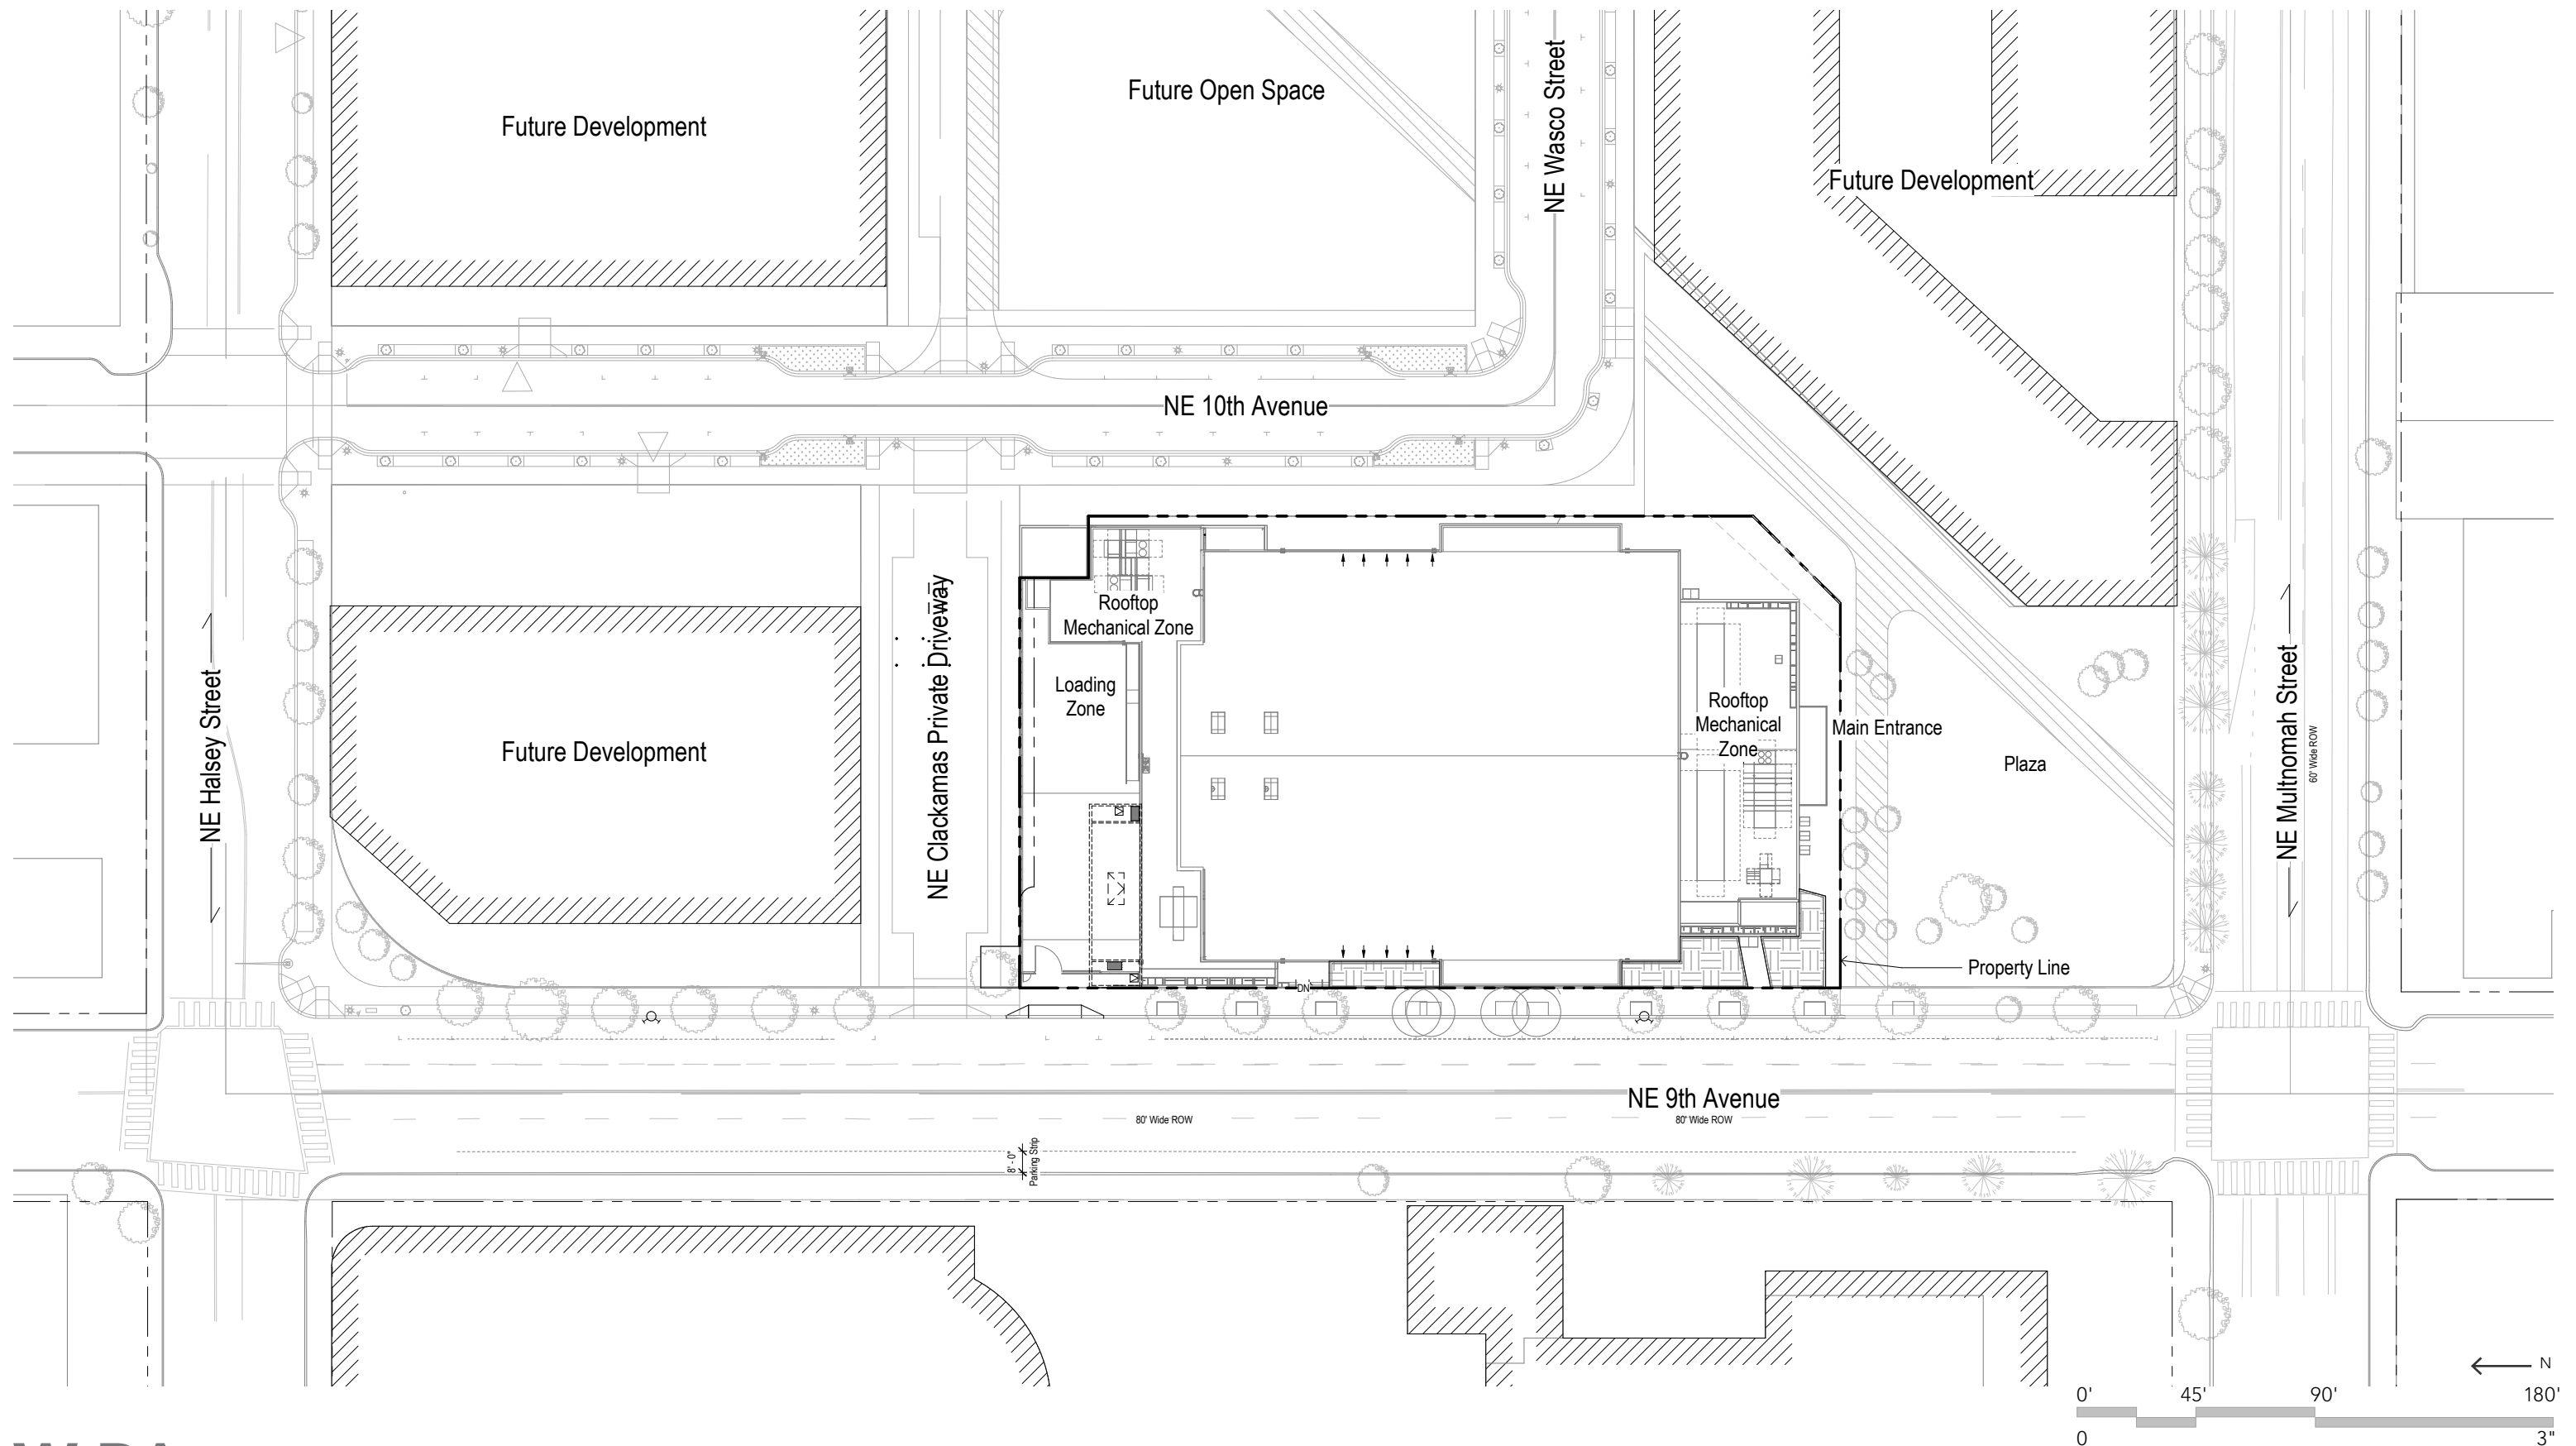 Future Development
Future Open Space
NE Wasco Street
Future Development
NE 10th Avenue
NE Halsey Street
Future Development
NE Clackamas Private Driveway
Rooftop
Mechanical Zone
Loading
Zone
Rooftop
Mechanical
Zone
Main Entrance
Plaza
NE Multnomah Street
60' Wide ROW
Property Line
DN
NE 9th Avenue
80' Wide ROW
80' Wide ROW
8' - 0"
Parking Strip
N
0' 45' 90' 180'
0 3"